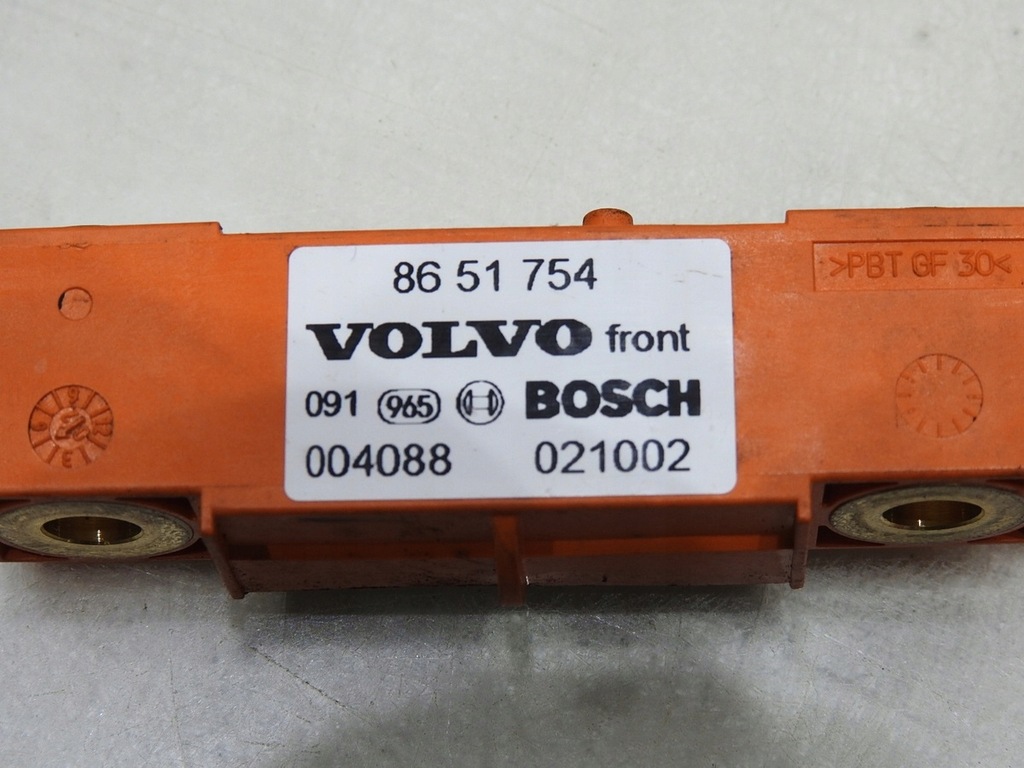 86 51 754
VOLVO front
091 965 BOSCH
004088 021002
>PBT GF 30<